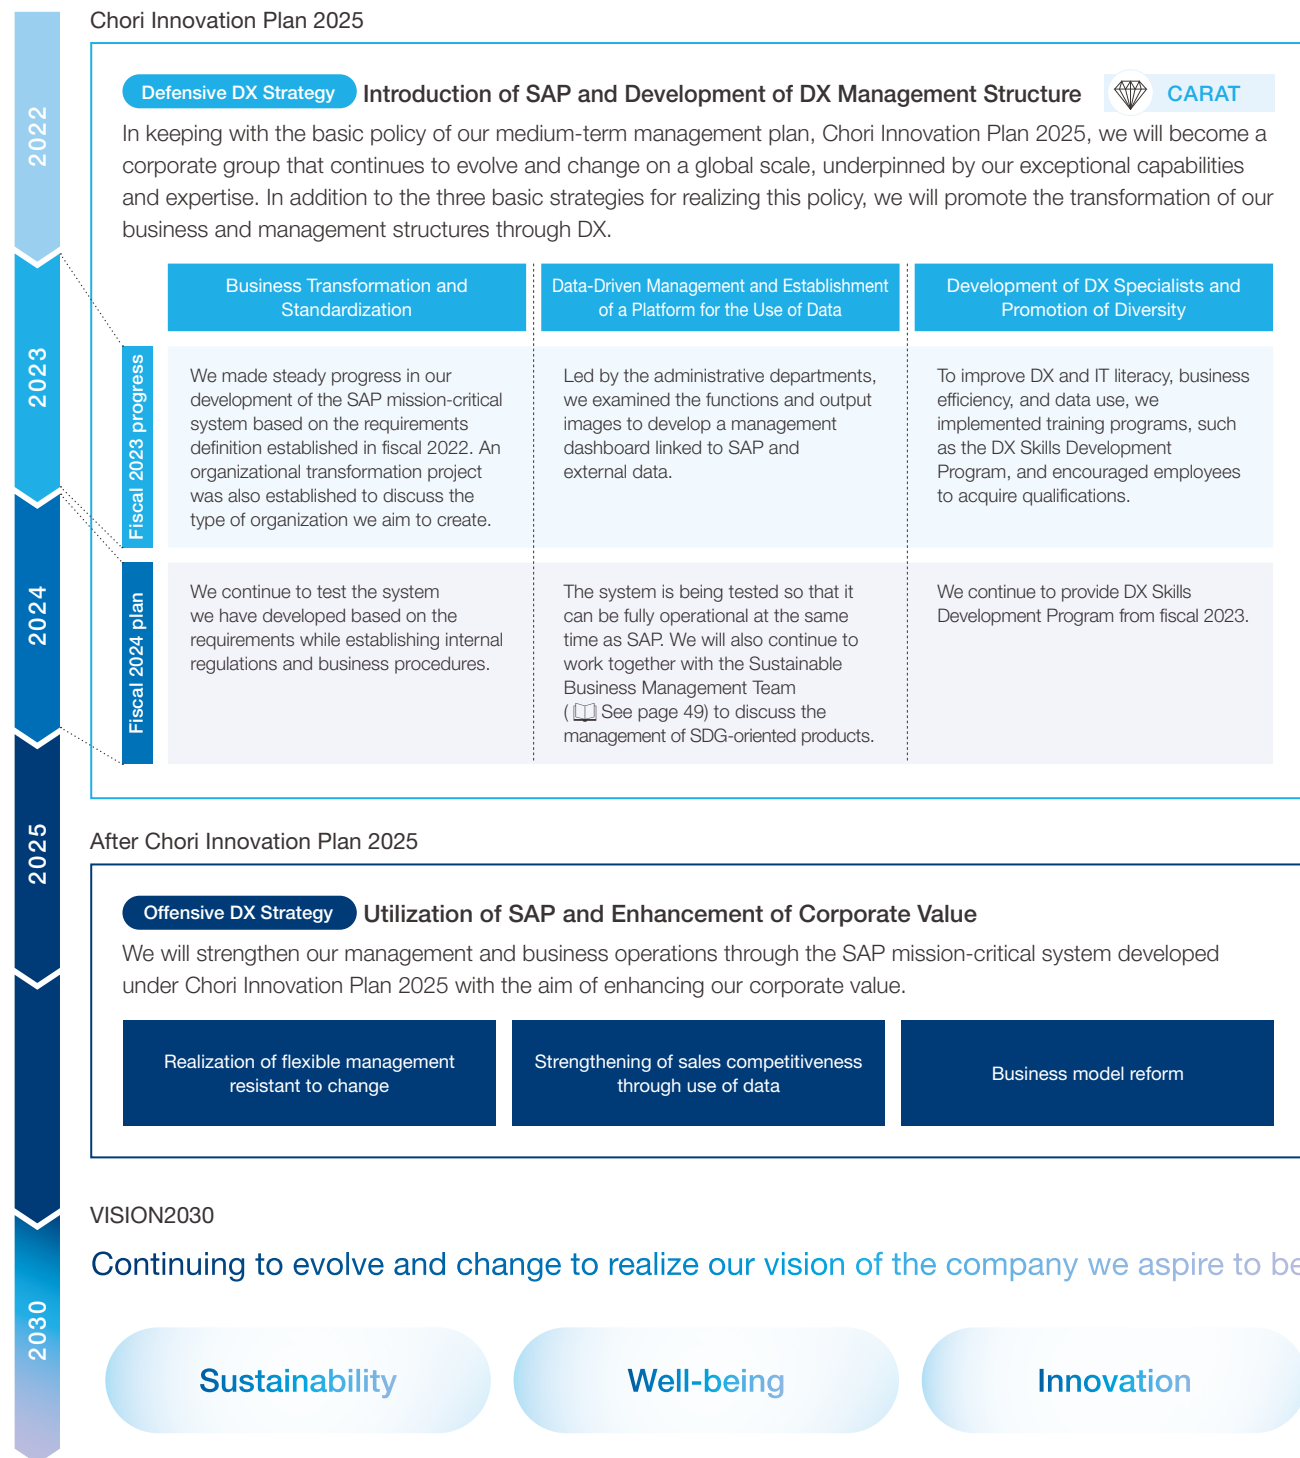 Chori Innovation Plan 2025
Defensive DX Strategy Introduction of SAP and Development of DX Management Structure CARAT
In keeping with the basic policy of our medium-term management plan, Chori Innovation Plan 2025, we will become a
corporate group that continues to evolve and change on a global scale, underpinned by our exceptional capabilities
and expertise. In addition to the three basic strategies for realizing this policy, we will promote the transformation of our
business and management structures through DX.
Business Transformation and
Standardization
Data-Driven Management and Establishment
of a Platform for the Use of Data
Development of DX Specialists and
Promotion of Diversity
Fiscal 2023 progress
We made steady progress in our
development of the SAP mission-critical
system based on the requirements
definition established in fiscal 2022. An
organizational transformation project
was also established to discuss the
type of organization we aim to create.
Led by the administrative departments,
we examined the functions and output
images to develop a management
dashboard linked to SAP and
external data.
To improve DX and IT literacy, business
efficiency, and data use, we
implemented training programs, such
as the DX Skills Development
Program, and encouraged employees
to acquire qualifications.
Fiscal 2024 plan
We continue to test the system
we have developed based on the
requirements while establishing internal
regulations and business procedures.
The system is being tested so that it
can be fully operational at the same
time as SAP. We will also continue to
work together with the Sustainable
Business Management Team
( See page 49) to discuss the
management of SDG-oriented products.
We continue to provide DX Skills
Development Program from fiscal 2023.
After Chori Innovation Plan 2025
Offensive DX Strategy Utilization of SAP and Enhancement of Corporate Value
We will strengthen our management and business operations through the SAP mission-critical system developed
under Chori Innovation Plan 2025 with the aim of enhancing our corporate value.
Realization of flexible management
resistant to change
Strengthening of sales competitiveness
through use of data
Business model reform
VISION2030
Continuing to evolve and change to realize our vision of the company we aspire to be
Sustainability
Well-being
Innovation
2022
2023
2024
2025
2030